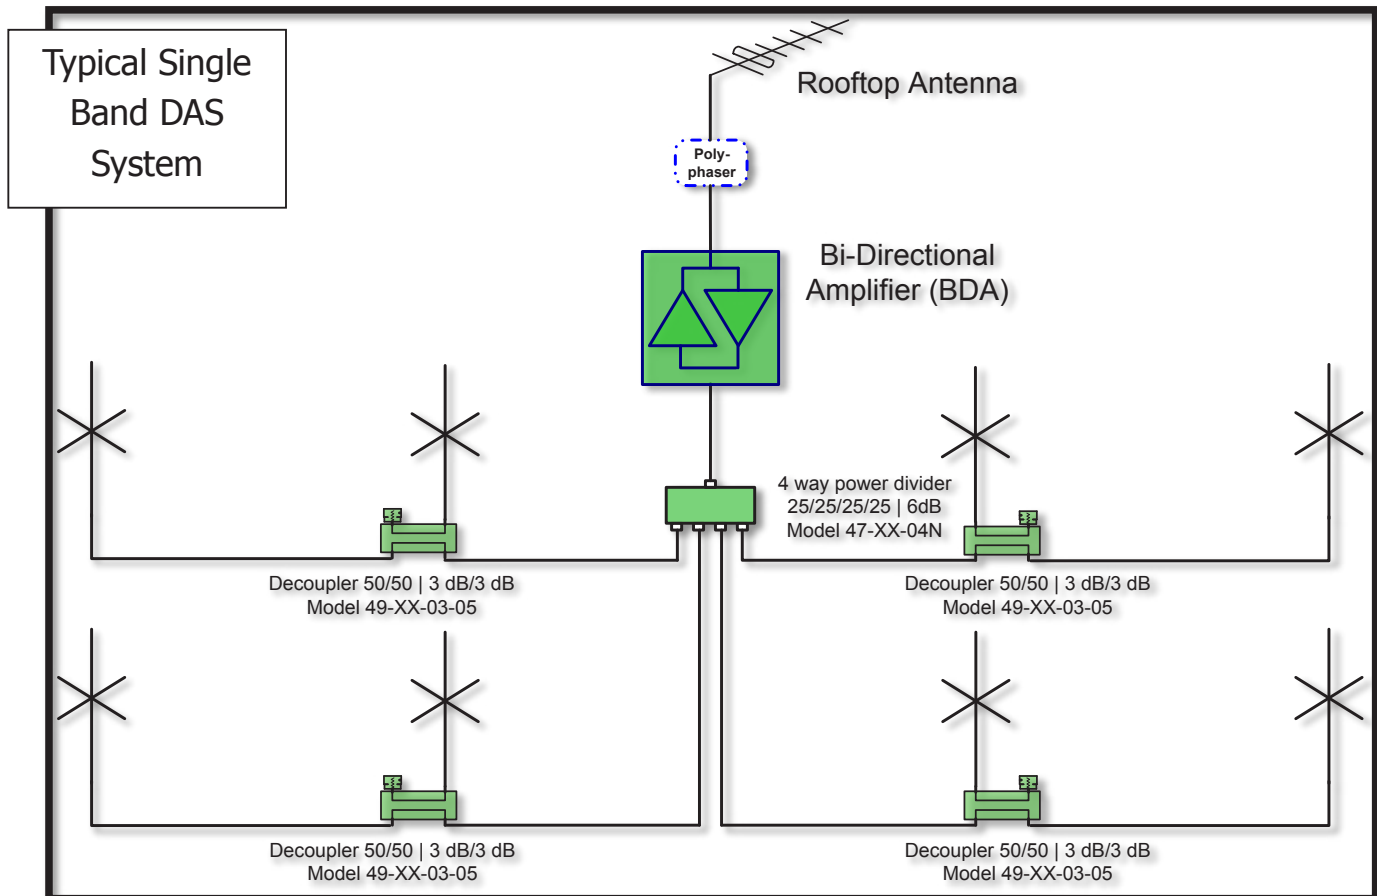 Typical Single
Band DAS
System
Rooftop Antenna
Poly-
phaser
Bi-Directional
Amplifier (BDA)
4 way power divider
25/25/25/25 | 6dB
Model 47-XX-04N
Decoupler 50/50 | 3 dB/3 dB
Model 49-XX-03-05
Decoupler 50/50 | 3 dB/3 dB
Model 49-XX-03-05
Decoupler 50/50 | 3 dB/3 dB
Model 49-XX-03-05
Decoupler 50/50 | 3 dB/3 dB
Model 49-XX-03-05